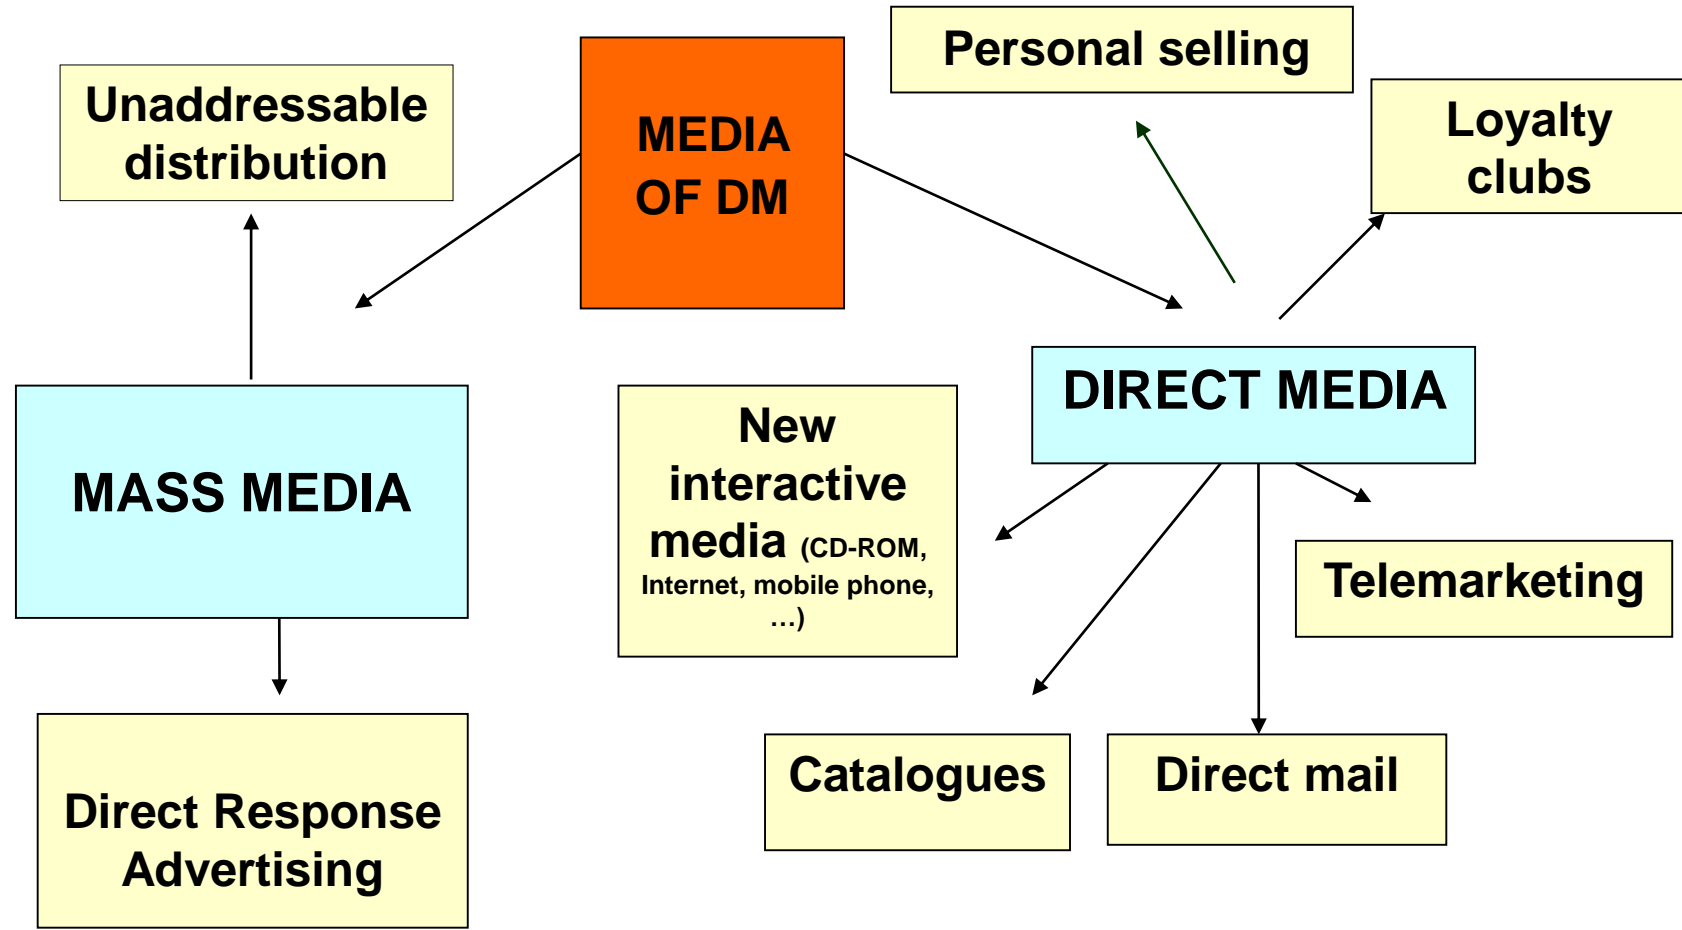 Personal selling
Unaddressable
distribution
MEDIA
OF DM
Loyalty
clubs
DIRECT MEDIA
MASS MEDIA
New
interactive
media (CD-ROM,
Internet, mobile phone,
…)
Telemarketing
Catalogues
Direct mail
Direct Response
Advertising